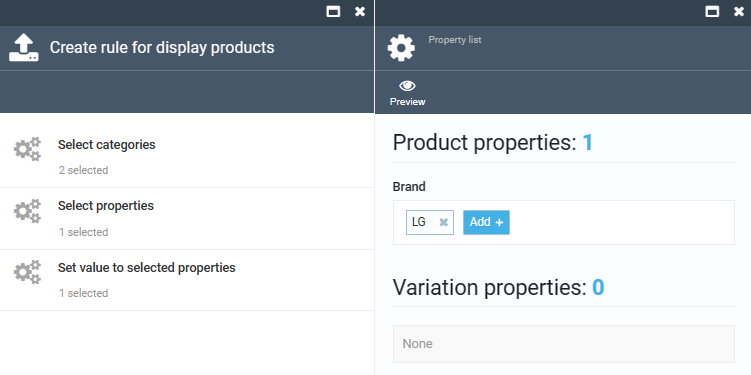 Create rule for display products
Select categories
2 selected
Select properties
1 selected
Set value to selected properties
1 selected
Property list
Preview
Product properties: 1
Brand
LG Add +
Variation properties: 0
None